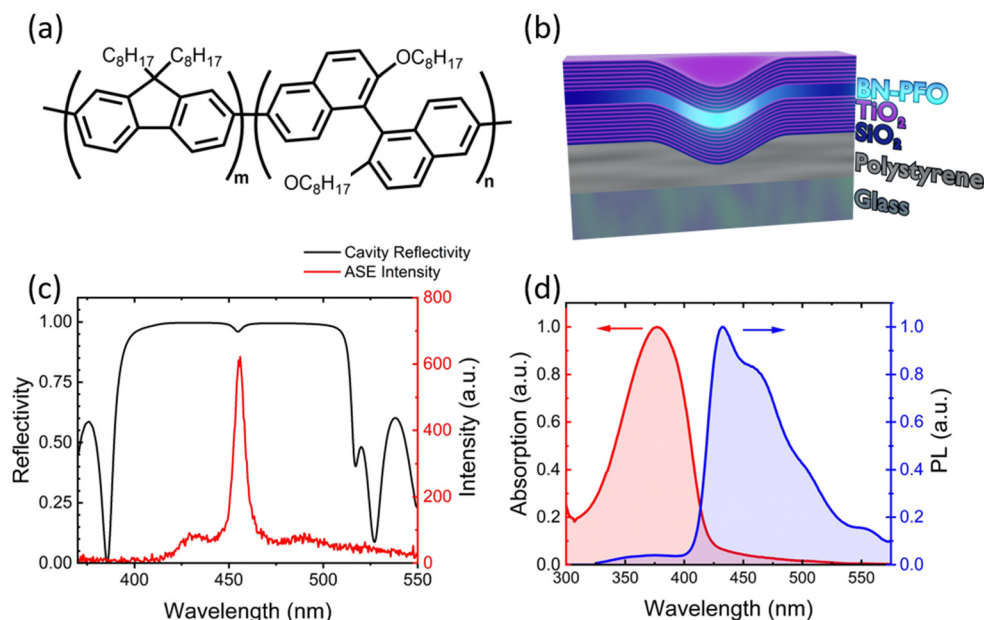 (a)
C₈H₁₇ C₈H₁₇
OC₈H₁₇
OC₈H₁₇
m
n
(b)
BN-PFO
TiO₂
SiO₂
Polystyrene
Glass
(c)
Cavity Reflectivity
ASE Intensity
1.00
0.75
0.50
0.25
0.00
Reflectivity
800
600
400
200
0
Intensity (a.u.)
400 450 500 550
Wavelength (nm)
(d)
1.0
0.8
0.6
0.4
0.2
0.0
Absorption (a.u.)
1.0
0.8
0.6
0.4
0.2
0.0
PL (a.u.)
300 350 400 450 500 550
Wavelength (nm)